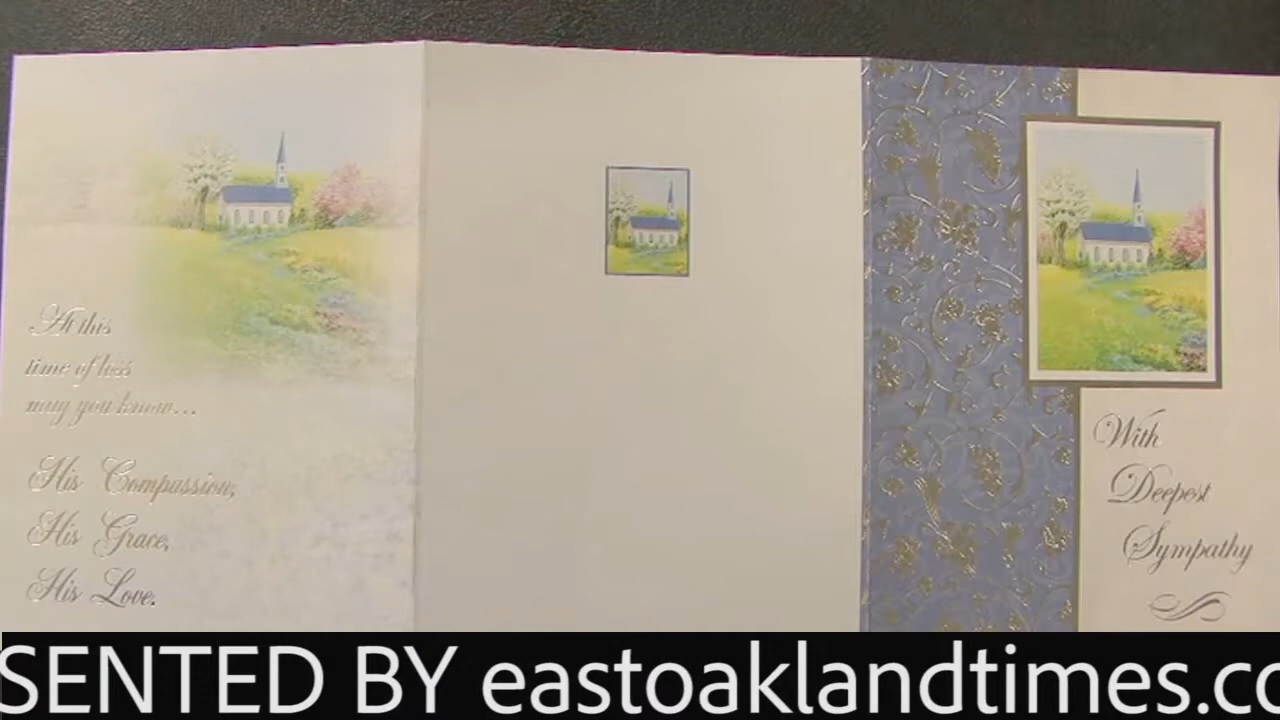 At this
time of loss
may you know...
His Compassion,
His Grace,
His Love.
With
Deepest
Sympathy
SENTED BY eastoaklandtimes.co